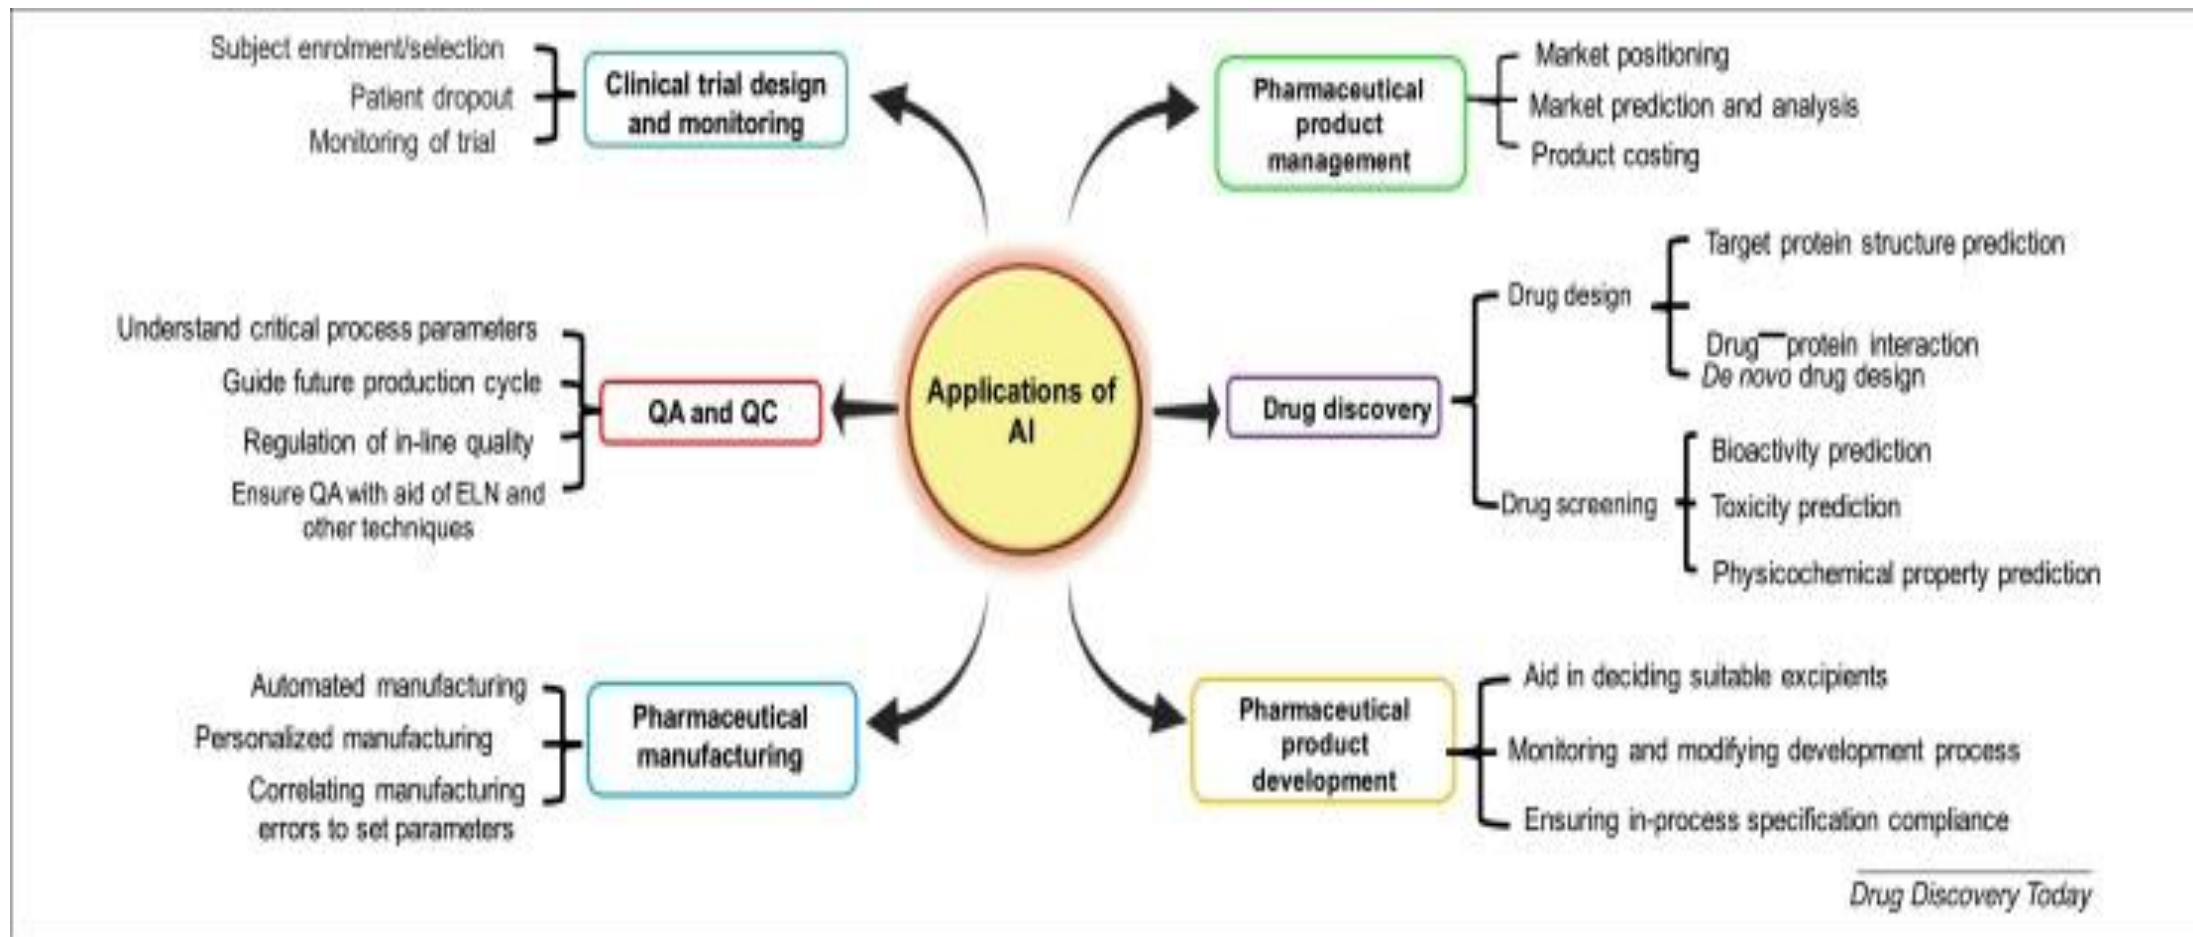 Subject enrolment/selection
Patient dropout
Monitoring of trial
Clinical trial design
and monitoring
Pharmaceutical
product
management
Market positioning
Market prediction and analysis
Product costing
Understand critical process parameters
Guide future production cycle
Regulation of in-line quality
Ensure QA with aid of ELN and
other techniques
QA and QC
Applications of
AI
Drug discovery
Drug design
Target protein structure prediction
Drug—protein interaction
De novo drug design
Drug screening
Bioactivity prediction
Toxicity prediction
Physicochemical property prediction
Automated manufacturing
Personalized manufacturing
Correlating manufacturing
errors to set parameters
Pharmaceutical
manufacturing
Pharmaceutical
product
development
Aid in deciding suitable excipients
Monitoring and modifying development process
Ensuring in-process specification compliance
Drug Discovery Today